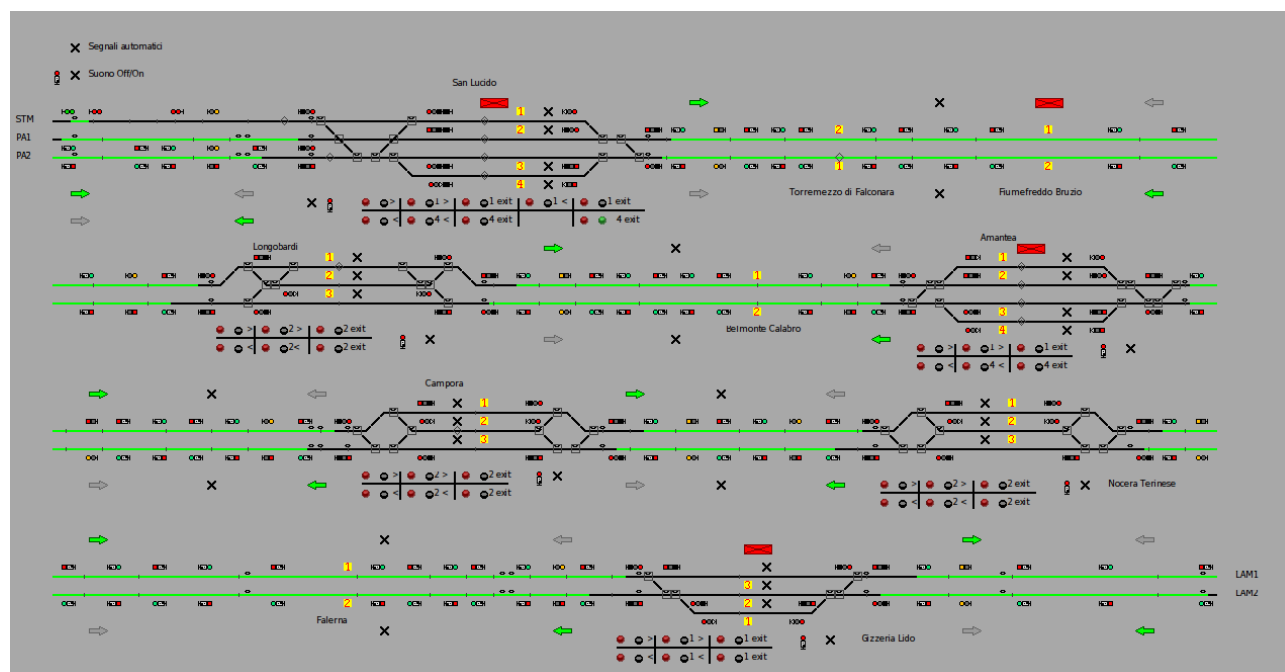 Segnali automatici
Suono Off/On
San Lucido
STM
1
2
PA1
2
1
PA2
3
1
2
4
Torremezzo di Falconara
Fiumefreddo Bruzio
> 1 > 1 exit 1 < 1 exit
< 4 < 4 exit 4 exit
Longobardi
Amantea
1
1
2
1
2
3
2
3
4
Belmonte Calabro
> 2 > 2 exit
< 2 < 2 exit
> 1 > 1 exit
< 4 < 4 exit
Campora
1
1
2
2
3
3
> 2 > 2 exit
< 2 < 2 exit
> 2 > 2 exit
< 2 < 2 exit
Nocera Terinese
1
LAM1
3
LAM2
2
2
1
Falerna
Gizzeria Lido
> 1 > 1 exit
< 1 < 1 exit